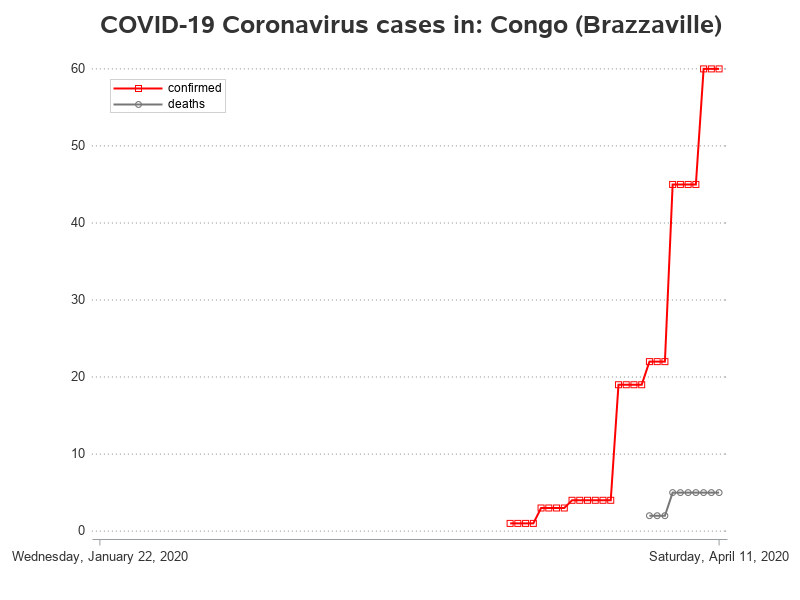 COVID-19 Coronavirus cases in: Congo (Brazzaville)
60
confirmed
deaths
50
40
30
20
10
0
Wednesday, January 22, 2020
Saturday, April 11, 2020